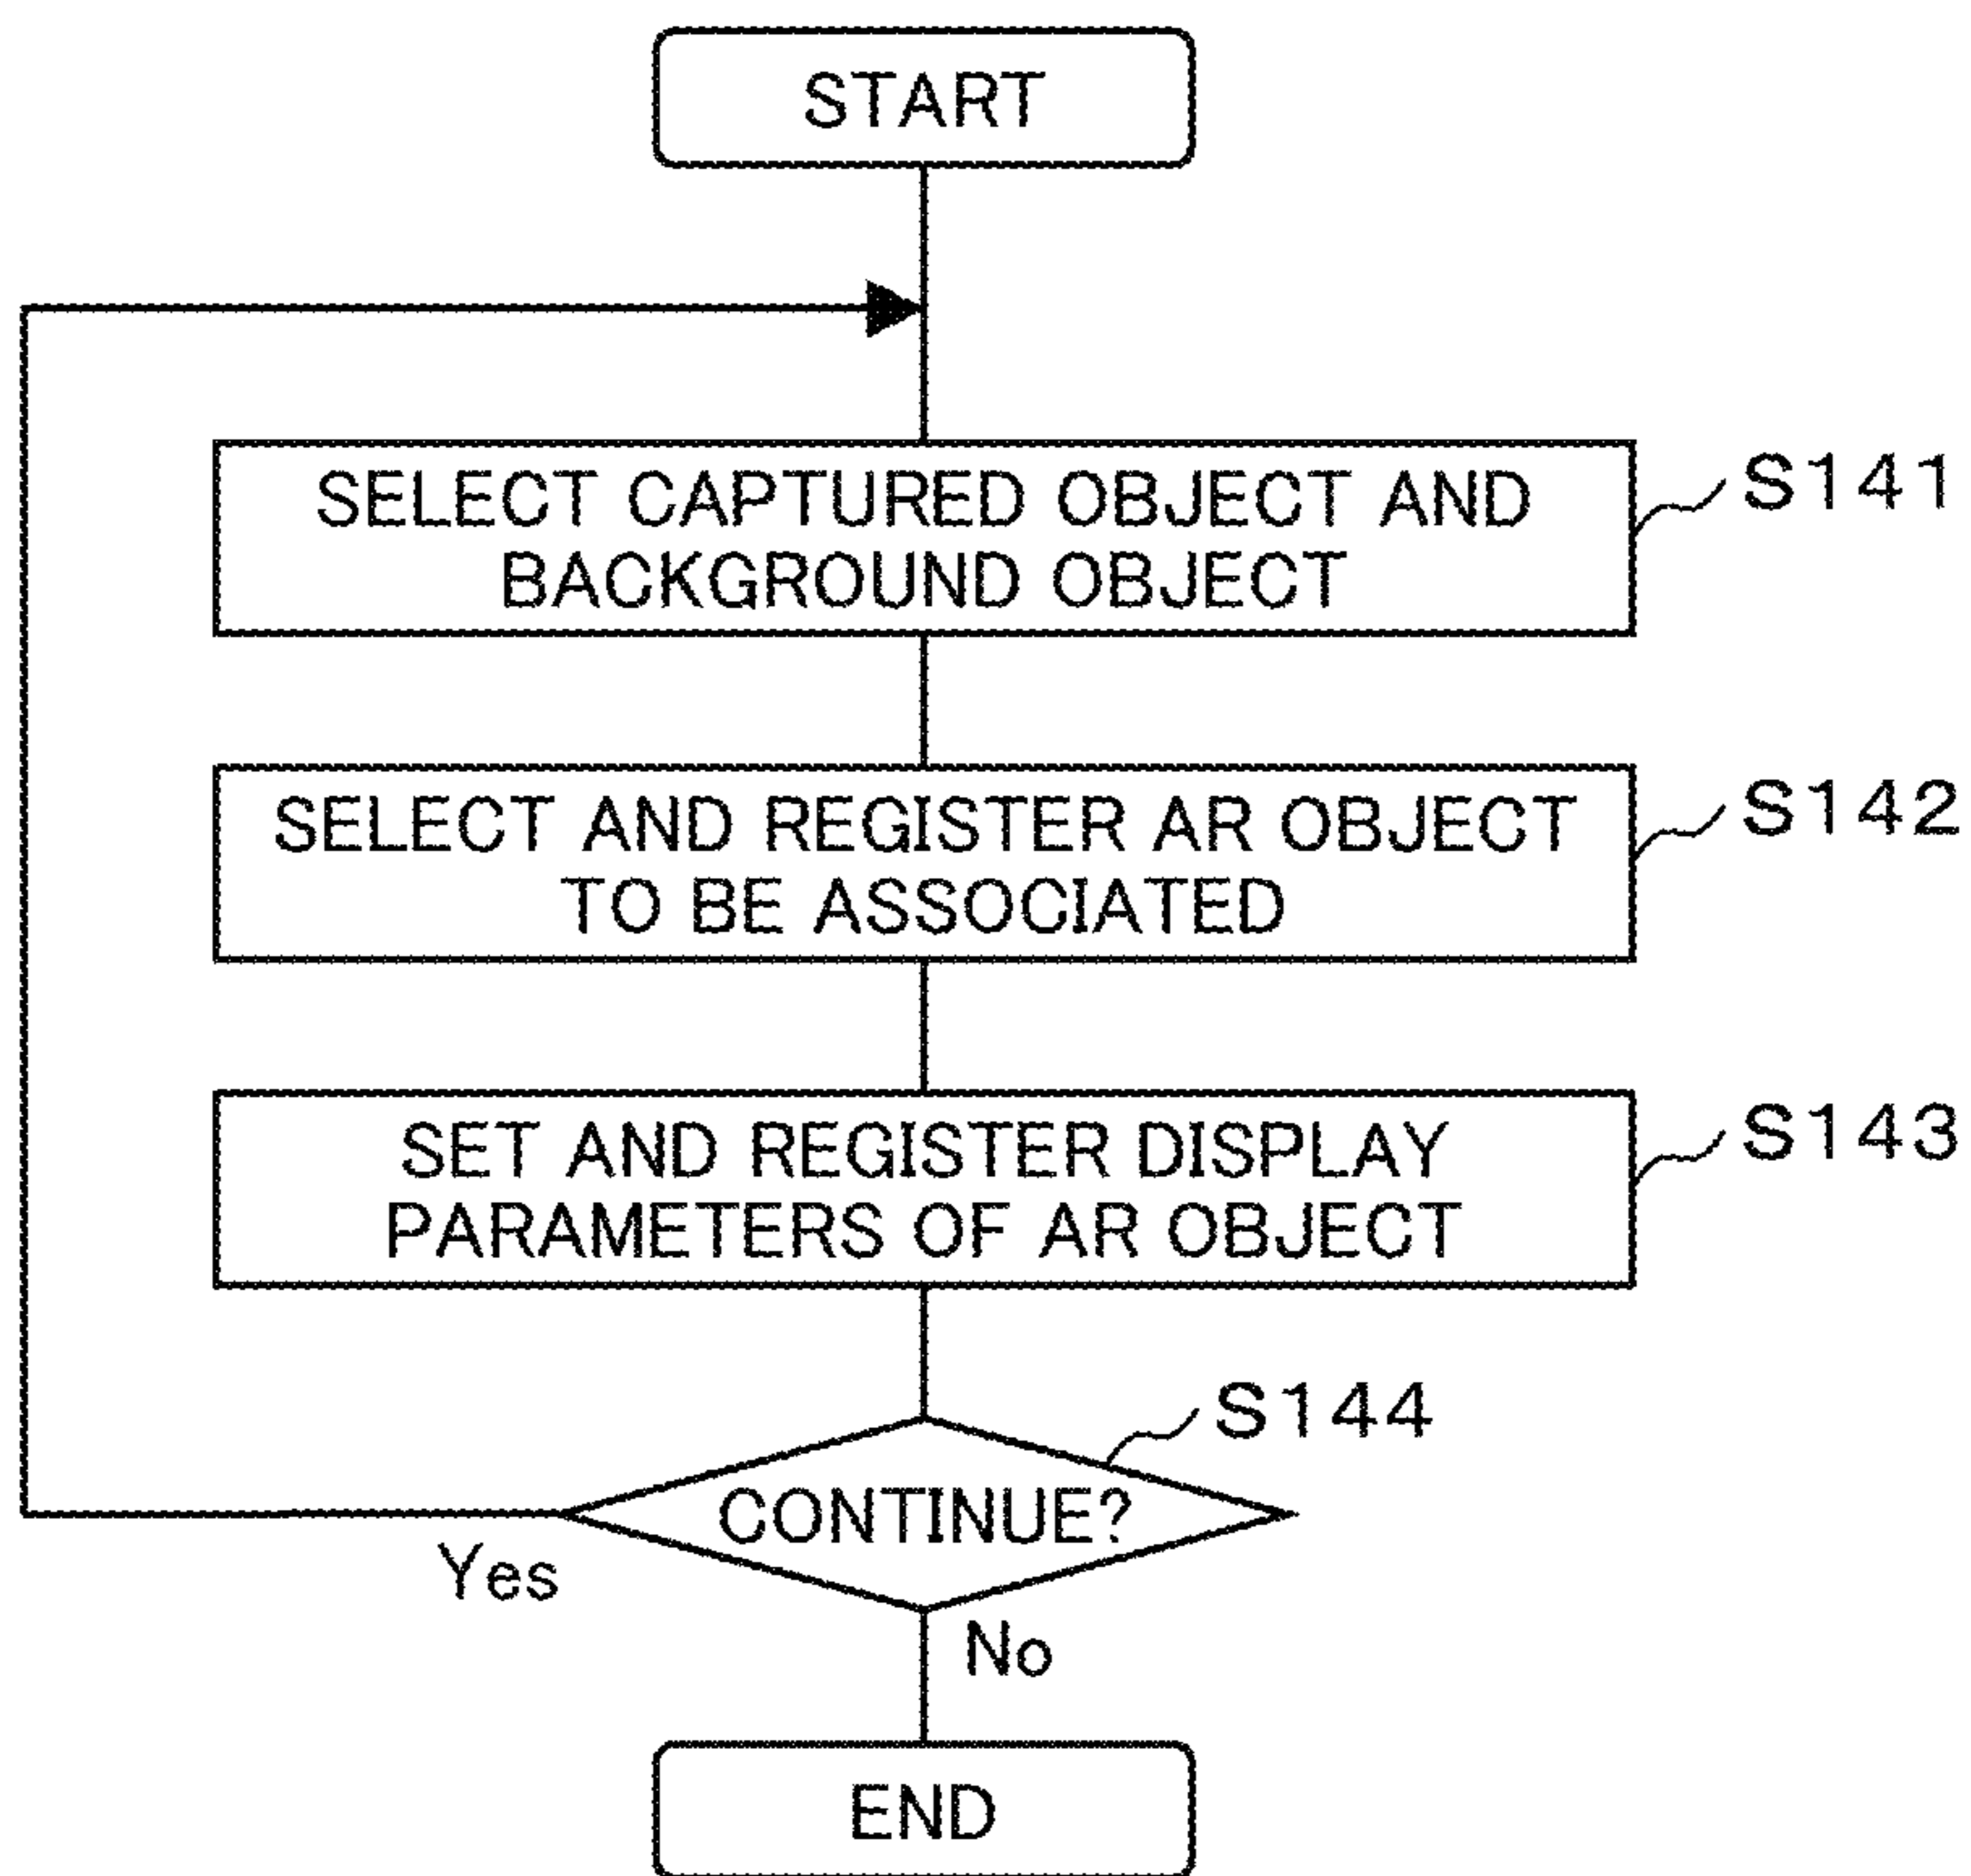 START
SELECT CAPTURED OBJECT AND
BACKGROUND OBJECT
S141
SELECT AND REGISTER AR OBJECT
TO BE ASSOCIATED
S142
SET AND REGISTER DISPLAY
PARAMETERS OF AR OBJECT
S143
S144
CONTINUE?
Yes
No
END